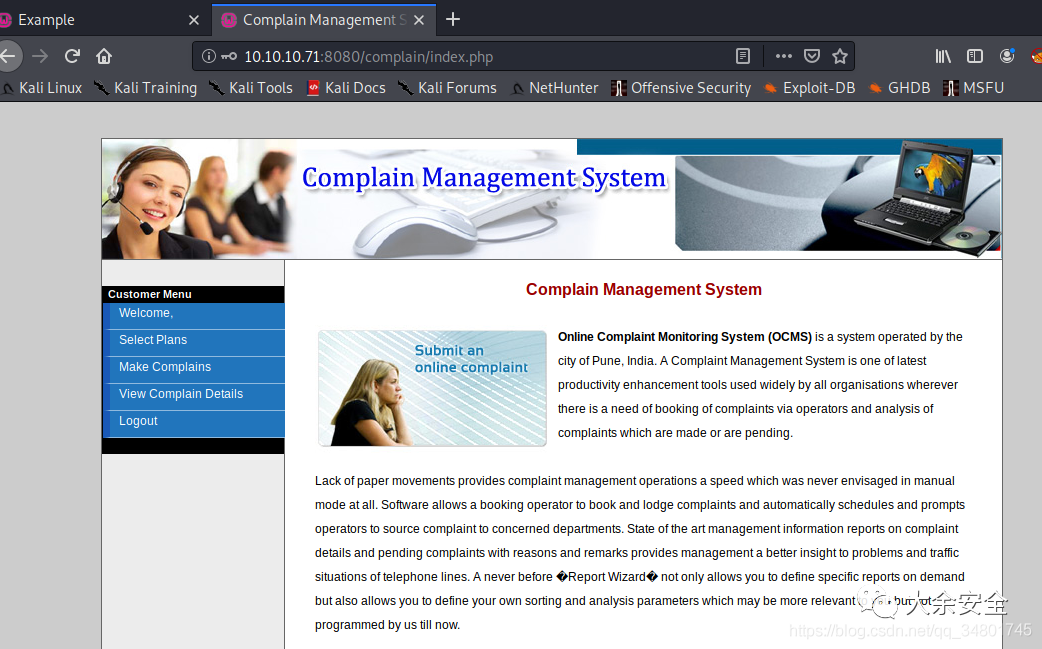 Example
Complain Management S
10.10.10.71:8080/complain/index.php
Kali Linux Kali Training Kali Tools Kali Docs Kali Forums NetHunter Offensive Security Exploit-DB GHDB MSFU
Complain Management System
Customer Menu
Welcome,
Select Plans
Make Complains
View Complain Details
Logout
Complain Management System
Submit an
online complaint
Online Complaint Monitoring System (OCMS) is a system operated by the
city of Pune, India. A Complaint Management System is one of latest
productivity enhancement tools used widely by all organisations wherever
there is a need of booking of complaints via operators and analysis of
complaints which are made or are pending.
Lack of paper movements provides complaint management operations a speed which was never envisaged in manual
mode at all. Software allows a booking operator to book and lodge complaints and automatically schedules and prompts
operators to source complaint to concerned departments. State of the art management information reports on complaint
details and pending complaints with reasons and remarks provides management a better insight to problems and traffic
situations of telephone lines. A never before �Report Wizard� not only allows you to define specific reports on demand
but also allows you to define your own sorting and analysis parameters which may be more relevant but
programmed by us till now.
大余安全
https://blog.csdn.net/qq_34801745